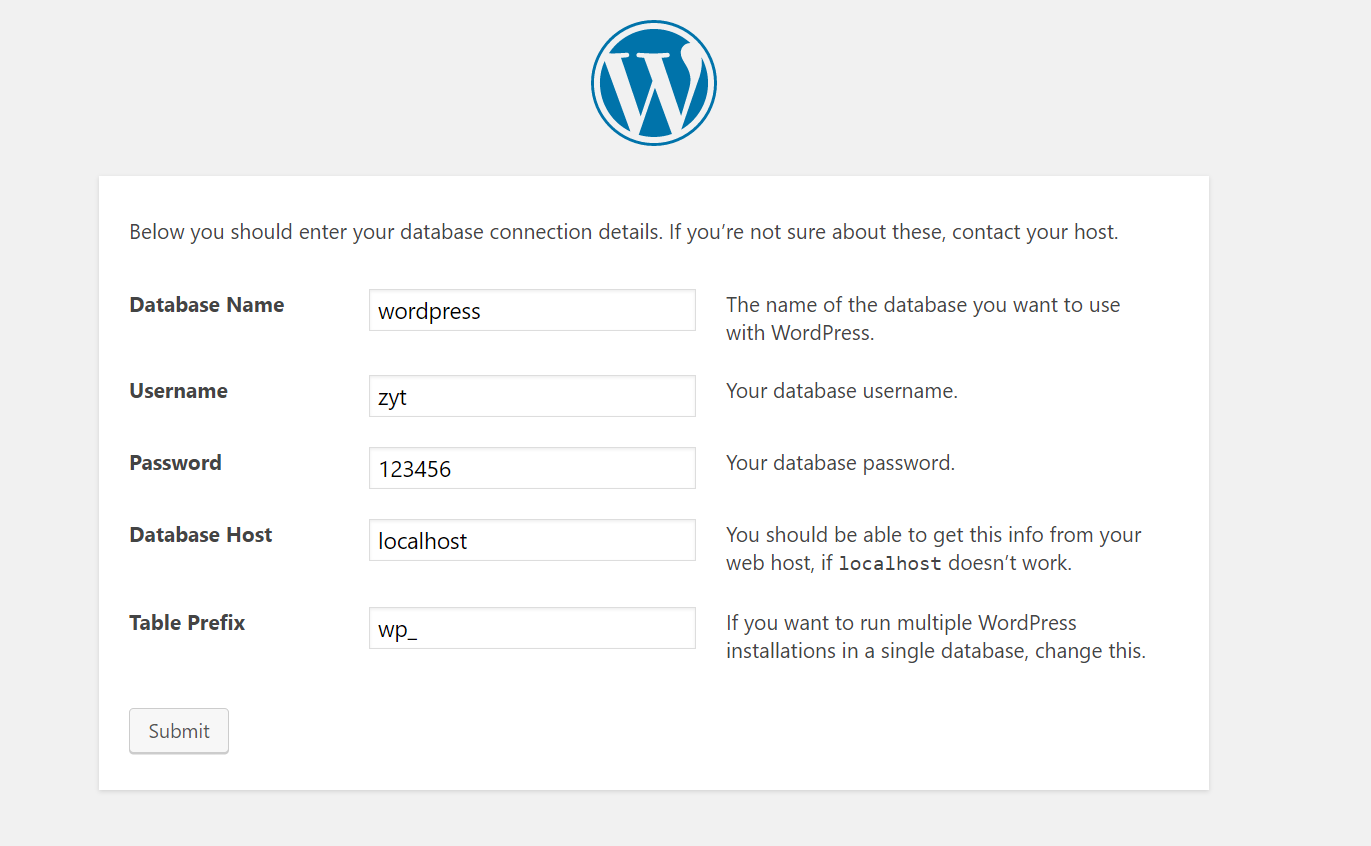 Below you should enter your database connection details. If you’re not sure about these, contact your host.
Database Name
wordpress
The name of the database you want to use
with WordPress.
Username
zyt
Your database username.
Password
123456
Your database password.
Database Host
localhost
You should be able to get this info from your
web host, if localhost doesn’t work.
Table Prefix
wp_
If you want to run multiple WordPress
installations in a single database, change this.
Submit